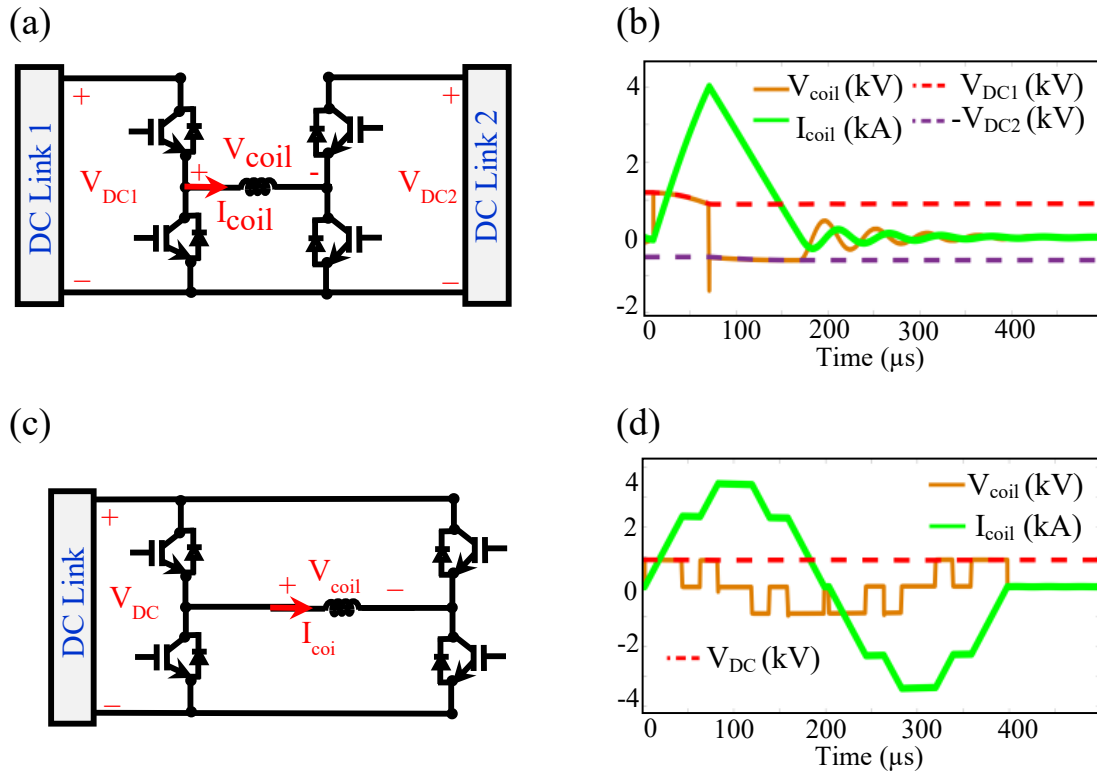 (a)
DC Link 1
+
V_DC1
−
+
V_coil
-
I_coil
+
V_DC2
−
DC Link 2
(b)
V_coil (kV)
V_DC1 (kV)
I_coil (kA)
-V_DC2 (kV)
4
2
0
-2
0
100
200
300
400
Time (µs)
(c)
DC Link
+
V_DC
−
+
V_coil
−
I_coi
(d)
V_coil (kV)
I_coil (kA)
V_DC (kV)
4
2
0
-2
-4
0
100
200
300
400
Time (µs)